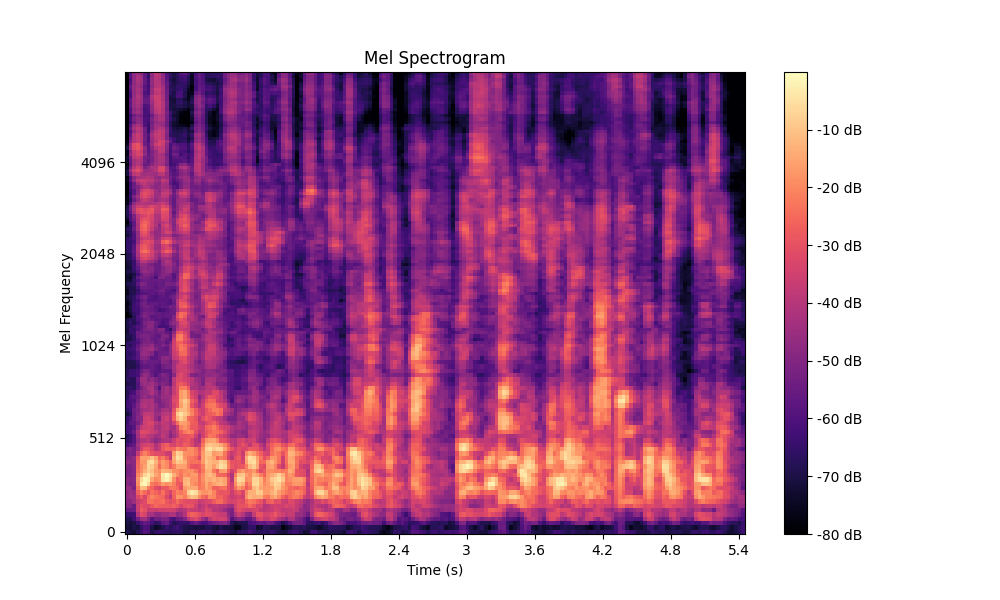 Mel Spectrogram
Mel Frequency
4096
2048
1024
512
0
0 0.6 1.2 1.8 2.4 3 3.6 4.2 4.8 5.4
Time (s)
-10 dB
-20 dB
-30 dB
-40 dB
-50 dB
-60 dB
-70 dB
-80 dB